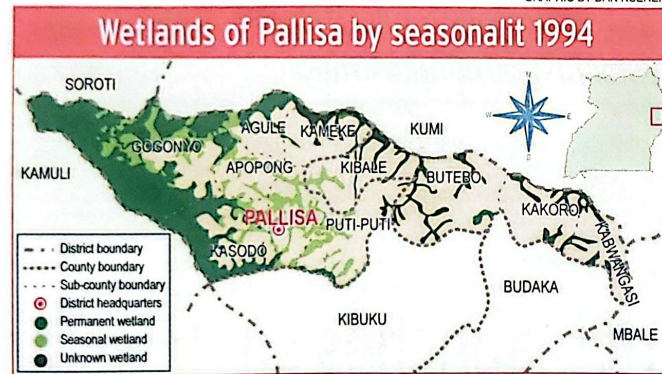 Wetlands of Pallisa by seasonalit 1994
SOROTI
N
W
E
S
AGULE
KAMEKE
KUMI
GOGONYO
KAMULI
APOPONG
KIBALE
BUTEBO
KAKORO
PALLISA
PUTI-PUTI
KABWANGASI
KASODO
BUDAKA
KIBUKU
MBALE
District boundary
County boundary
Sub-county boundary
District headquarters
Permanent wetland
Seasonal wetland
Unknown wetland